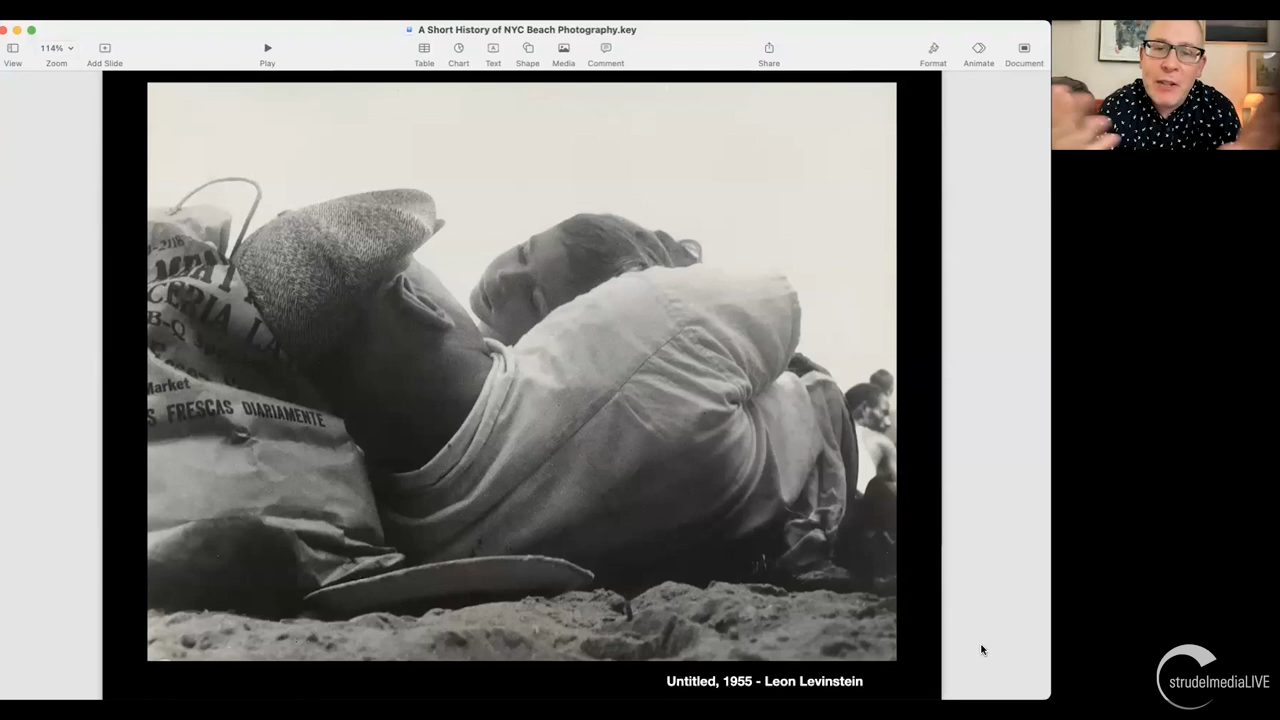 A Short History of NYC Beach Photography.key
114%
View
Zoom
Add Slide
Play
Table
Chart
Text
Shape
Media
Comment
Share
Format
Animate
Document
B-Q
Market
S FRESCAS DIARIAMENTE
Untitled, 1955 - Leon Levinstein
strudelmediaLIVE